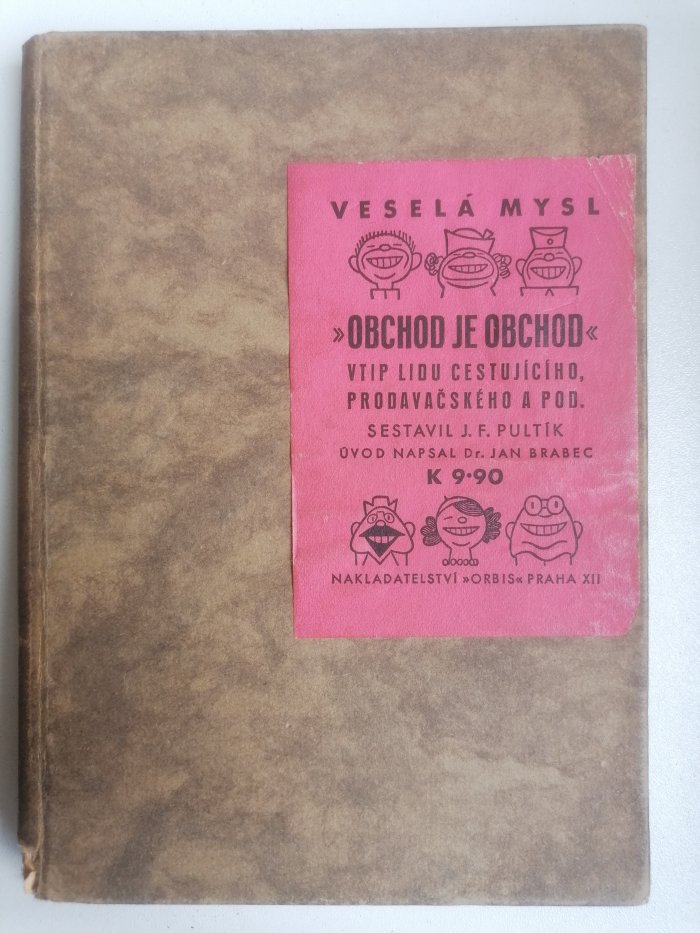 VESELÁ MYSL
»OBCHOD JE OBCHOD«
VTIP LIDU CESTUJÍCÍHO,
PRODAVAČSKÉHO A POD.
SESTAVIL J. F. PULTÍK
ÚVOD NAPSAL Dr. JAN BRABEC
K 9·90
NAKLADATELSTVÍ »ORBIS« PRAHA XII